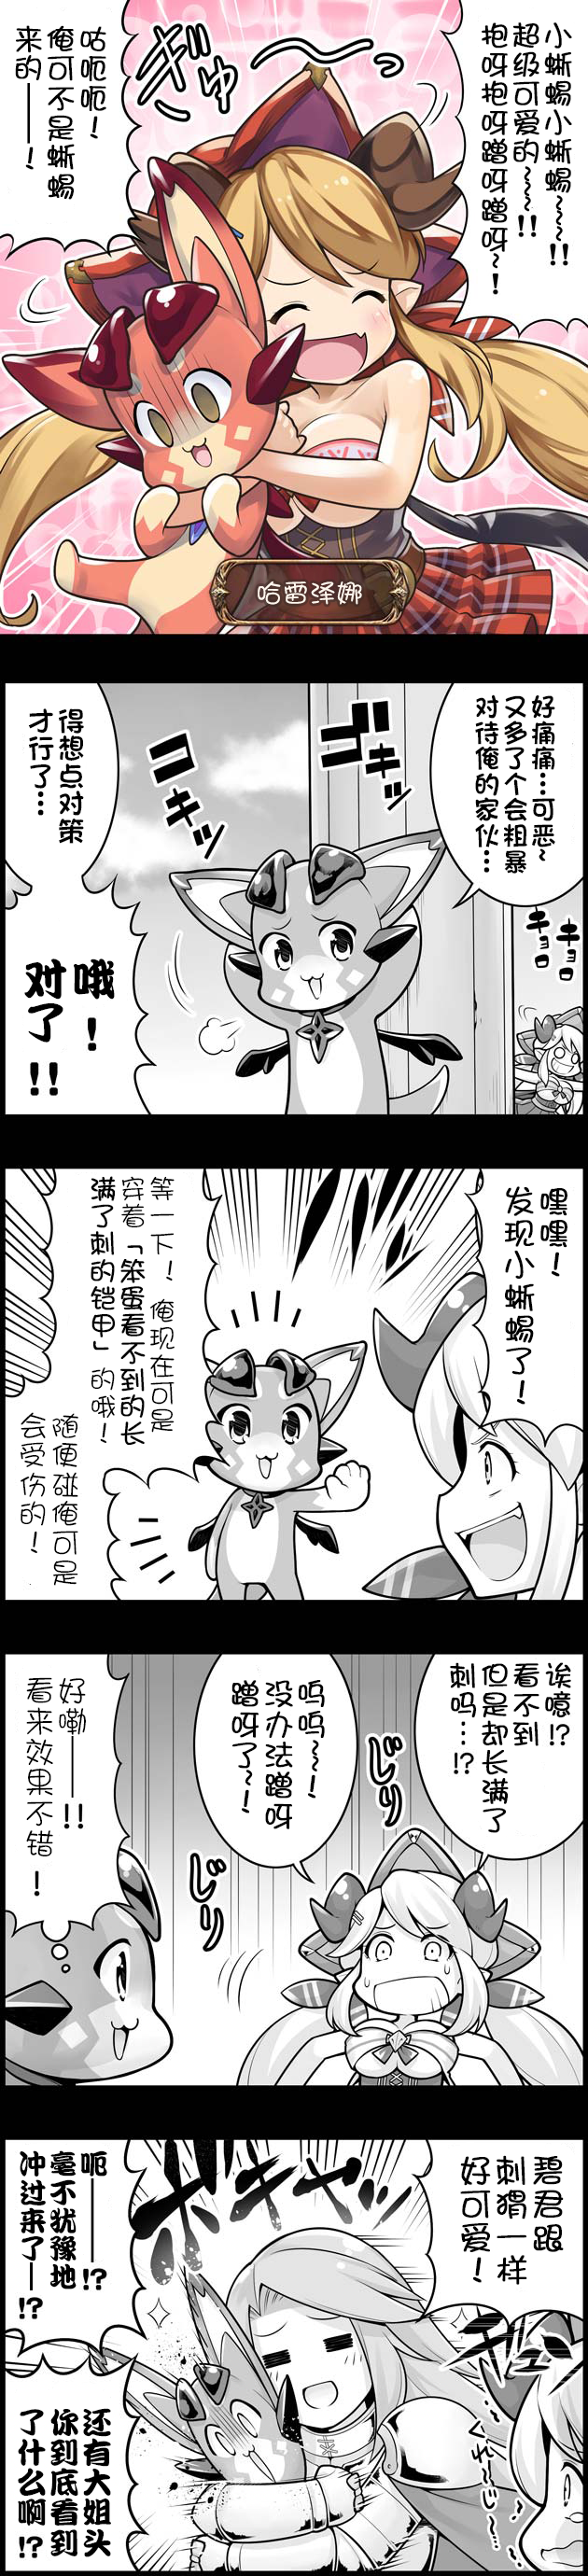 小蜥蜴小蜥蜴～～!!
超级可爱的～～!!
抱呀抱呀蹭呀蹭呀～!
ぎゅ〜っ
咕呃呃!
俺可不是蜥蜴
来的——!
哈雷泽娜
好痛痛…可恶~
又多了个会粗暴
对待俺的家伙…
ゴキッ
コキッ
キョロ
キョロ
得想点对策
才行了…
哦!
对了!!
嘿嘿!
发现小蜥蜴了!
等一下!俺现在可是
穿着「笨蛋看不到的长
满了刺的铠甲」的哦!
随便碰俺可是
会受伤的!
诶噫!?
看不到
但是却长满了
刺吗…!?
じり
呜呜~~!
没办法蹭呀
蹭呀了~!
じり
好嘞——!!
看来效果不错!
碧君跟
刺猬一样
好可爱!
ボキャッ
呃——!?
毫不犹豫地
冲过来了—!?
还有大姐头
你到底看到
了什么啊!?